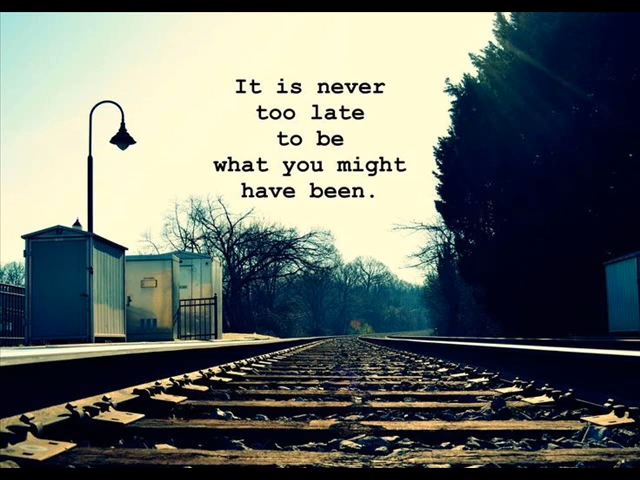 It is never
too late
to be
what you might
have been.